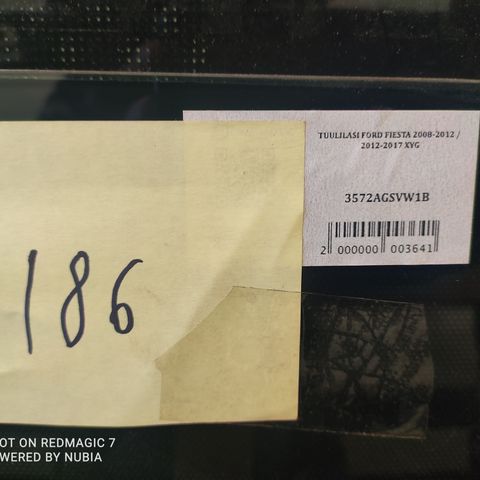 TUULILASI FORD FIESTA 2008-2012 /
2012-2017 XYG
3572AGSVW1B
2 000000 003641
186
OT ON REDMAGIC 7
WERED BY NUBIA